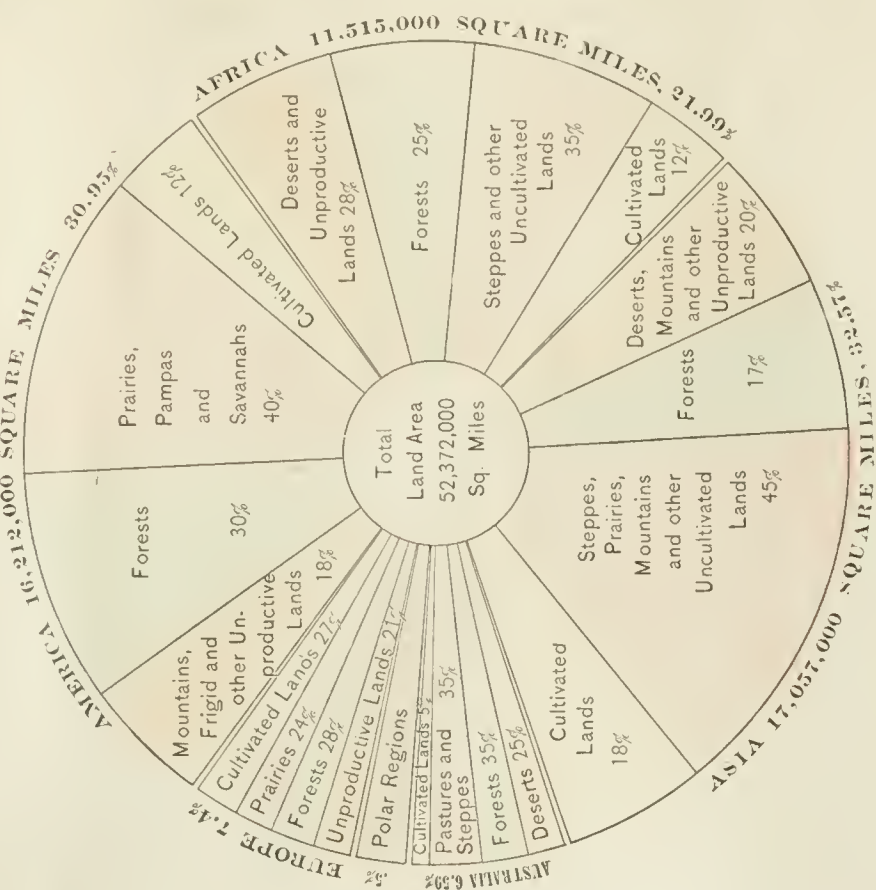 AFRICA 11,515,000 SQUARE MILES, 21.99%
Deserts and
Unproductive
Lands 28%
Forests 25%
Steppes and other
Uncultivated
Lands
35%
Cultivated
Lands
12%
ASIA 17,057,000 SQUARE MILES, 32.57%
Deserts,
Mountains
and other
Unproductive
Lands 20%
Forests
17%
Steppes,
Prairies,
Mountains
and other
Uncultivated
Lands
45%
Cultivated
Lands
18%
AUSTRALIA 6.59%
Deserts 25%
Forests 35%
Pastures and 35%
Steppes
Cultivated Lands 5%
.5%
Polar Regions
EUROPE 7.4%
Unproductive Lands 21%
Forests 28%
Prairies 24%
Cultivated Lands 27%
AMERICA 16,212,000 SQUARE MILES 30.95%
Mountains,
Frigid and
other Un-
productive
Lands
18%
Forests
30%
Prairies,
Pampas
and
Savannahs
40%
Cultivated Lands 12%
Total
Land Area
52,372,000
Sq. Miles